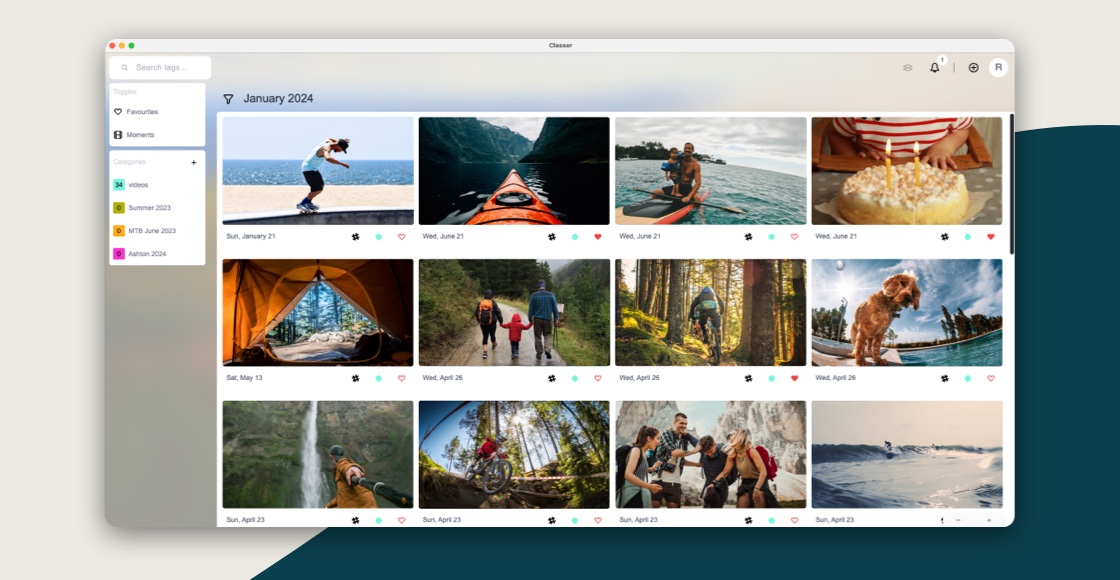 Classer
Search tags...
1
R
Toggles
Favourites
Moments
Categories
+
34 videos
0 Summer 2023
0 MTB June 2023
0 Ashton 2024
January 2024
Sun, January 21
Wed, June 21
Wed, June 21
Wed, June 21
Sat, May 13
Wed, April 26
Wed, April 26
Wed, April 26
Sun, April 23
Sun, April 23
Sun, April 23
Sun, April 23